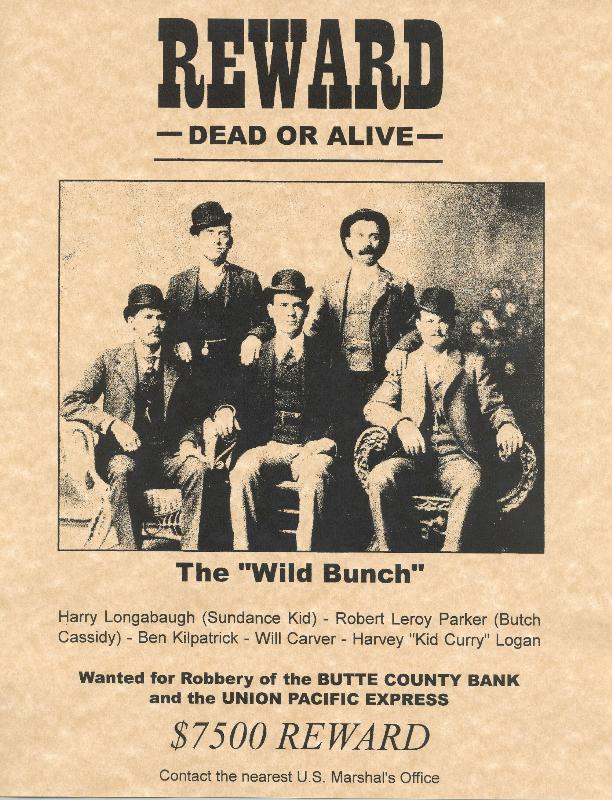 REWARD
—DEAD OR ALIVE—
The "Wild Bunch"
Harry Longabaugh (Sundance Kid) - Robert Leroy Parker (Butch
Cassidy) - Ben Kilpatrick - Will Carver - Harvey "Kid Curry" Logan
Wanted for Robbery of the BUTTE COUNTY BANK
and the UNION PACIFIC EXPRESS
$7500 REWARD
Contact the nearest U.S. Marshal's Office